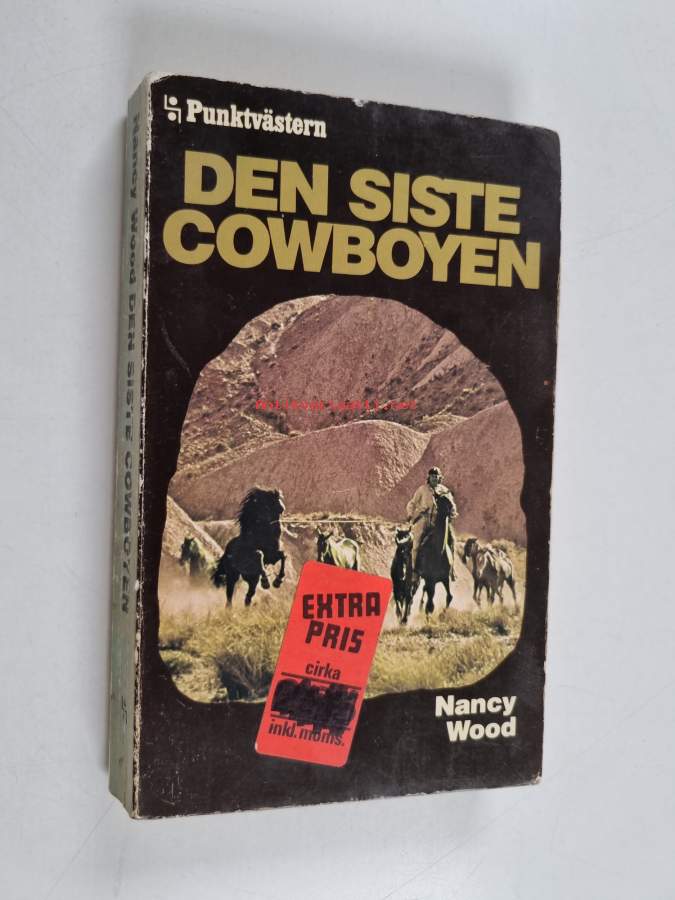 Punktvästern
DEN SISTE
COWBOYEN
EXTRA
PRIS
cirka
inkl. moms.
Nancy
Wood
Nancy Wood DEN SISTE COWBOYEN